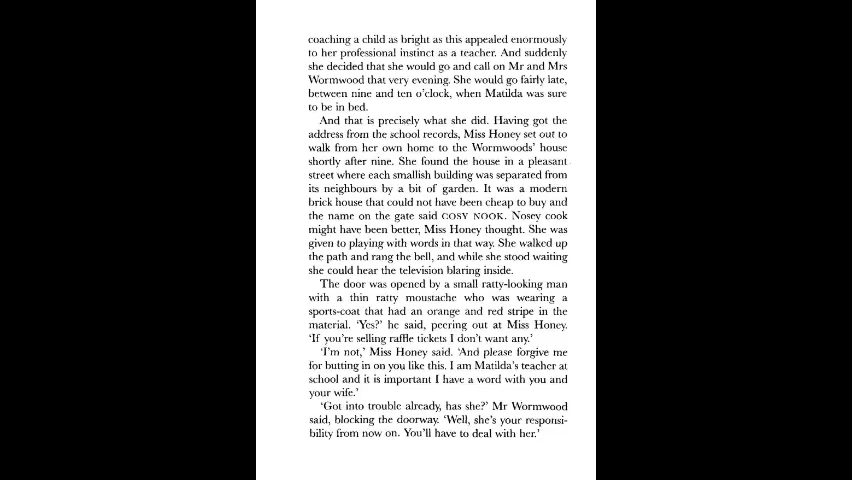 coaching a child as bright as this appealed enormously
to her professional instinct as a teacher. And suddenly
she decided that she would go and call on Mr and Mrs
Wormwood that very evening. She would go fairly late,
between nine and ten o'clock, when Matilda was sure
to be in bed.
And that is precisely what she did. Having got the
address from the school records, Miss Honey set out to
walk from her own home to the Wormwoods' house
shortly after nine. She found the house in a pleasant
street where each smallish building was separated from
its neighbours by a bit of garden. It was a modern
brick house that could not have been cheap to buy and
the name on the gate said COSY NOOK. Nosey cook
might have been better, Miss Honey thought. She was
given to playing with words in that way. She walked up
the path and rang the bell, and while she stood waiting
she could hear the television blaring inside.
The door was opened by a small ratty-looking man
with a thin ratty moustache who was wearing a
sports-coat that had an orange and red stripe in the
material. 'Yes?' he said, peering out at Miss Honey.
'If you're selling raffle tickets I don't want any.'
'I'm not,' Miss Honey said. 'And please forgive me
for butting in on you like this. I am Matilda's teacher at
school and it is important I have a word with you and
your wife.'
'Got into trouble already, has she?' Mr Wormwood
said, blocking the doorway. 'Well, she's your responsi-
bility from now on. You'll have to deal with her.'